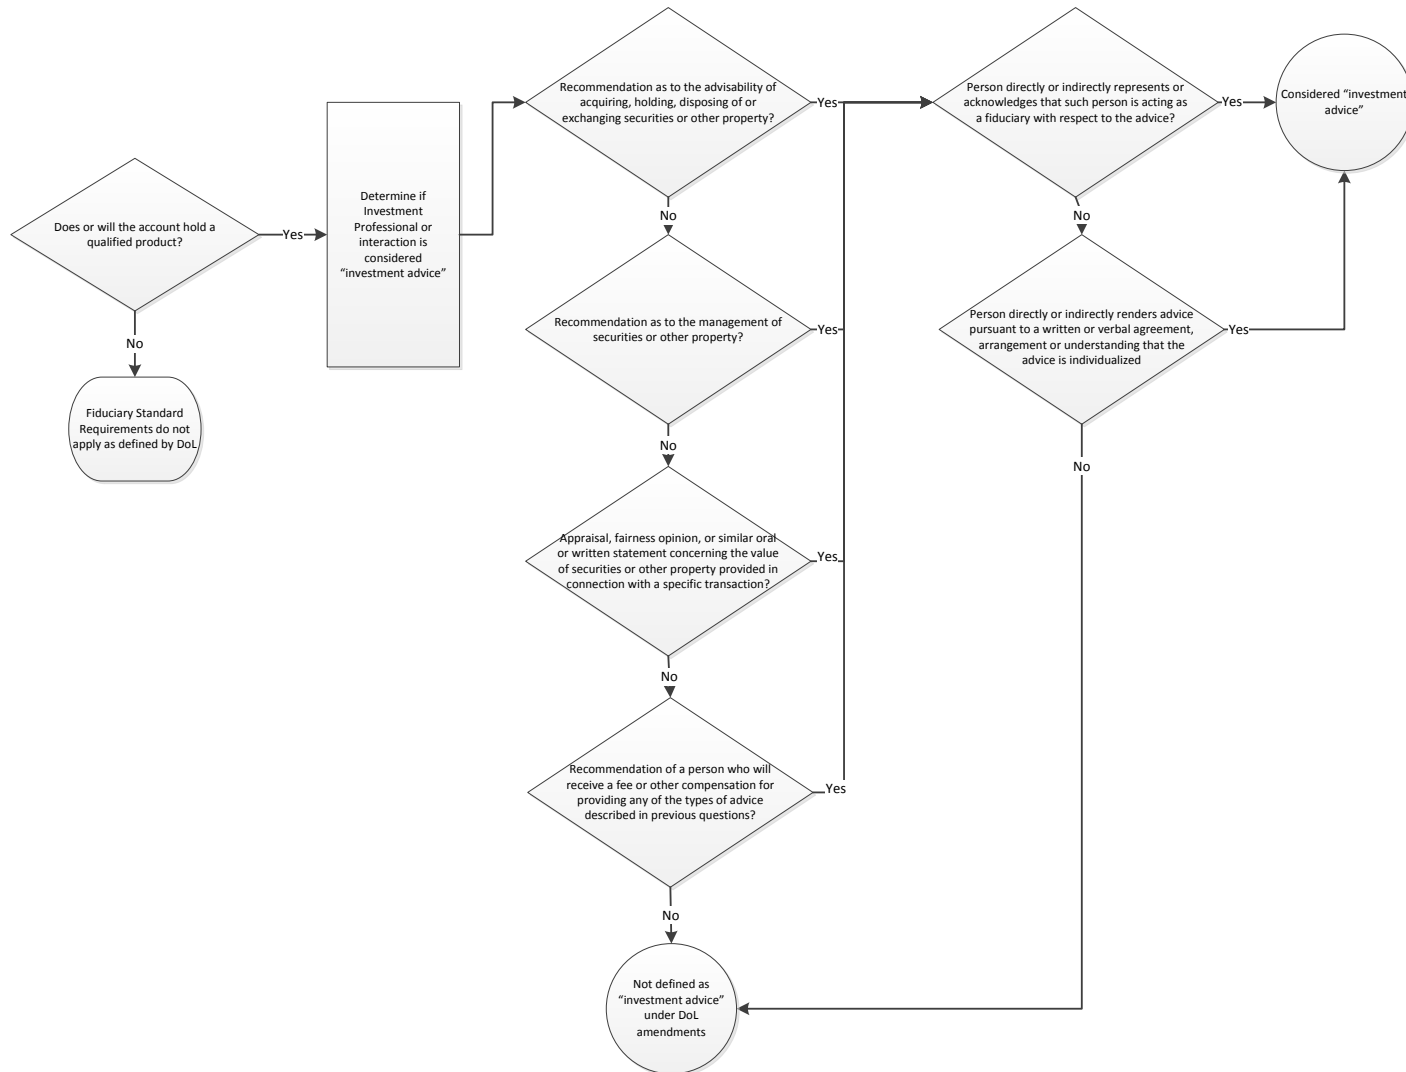 Does or will the account hold a
qualified product?
Yes
No
Fiduciary Standard
Requirements do not
apply as defined by DoL
Determine if
Investment
Professional or
interaction is
considered
“investment advice”
Recommendation as to the advisability of
acquiring, holding, disposing of or
exchanging securities or other property?
Yes
No
Recommendation as to the management of
securities or other property?
Yes
No
Appraisal, fairness opinion, or similar oral
or written statement concerning the value
of securities or other property provided in
connection with a specific transaction?
Yes
No
Recommendation of a person who will
receive a fee or other compensation for
providing any of the types of advice
described in previous questions?
Yes
No
Not defined as
“investment advice”
under DoL
amendments
Person directly or indirectly represents or
acknowledges that such person is acting as
a fiduciary with respect to the advice?
Yes
No
Person directly or indirectly renders advice
pursuant to a written or verbal agreement,
arrangement or understanding that the
advice is individualized
Yes
No
Considered “investment
advice”